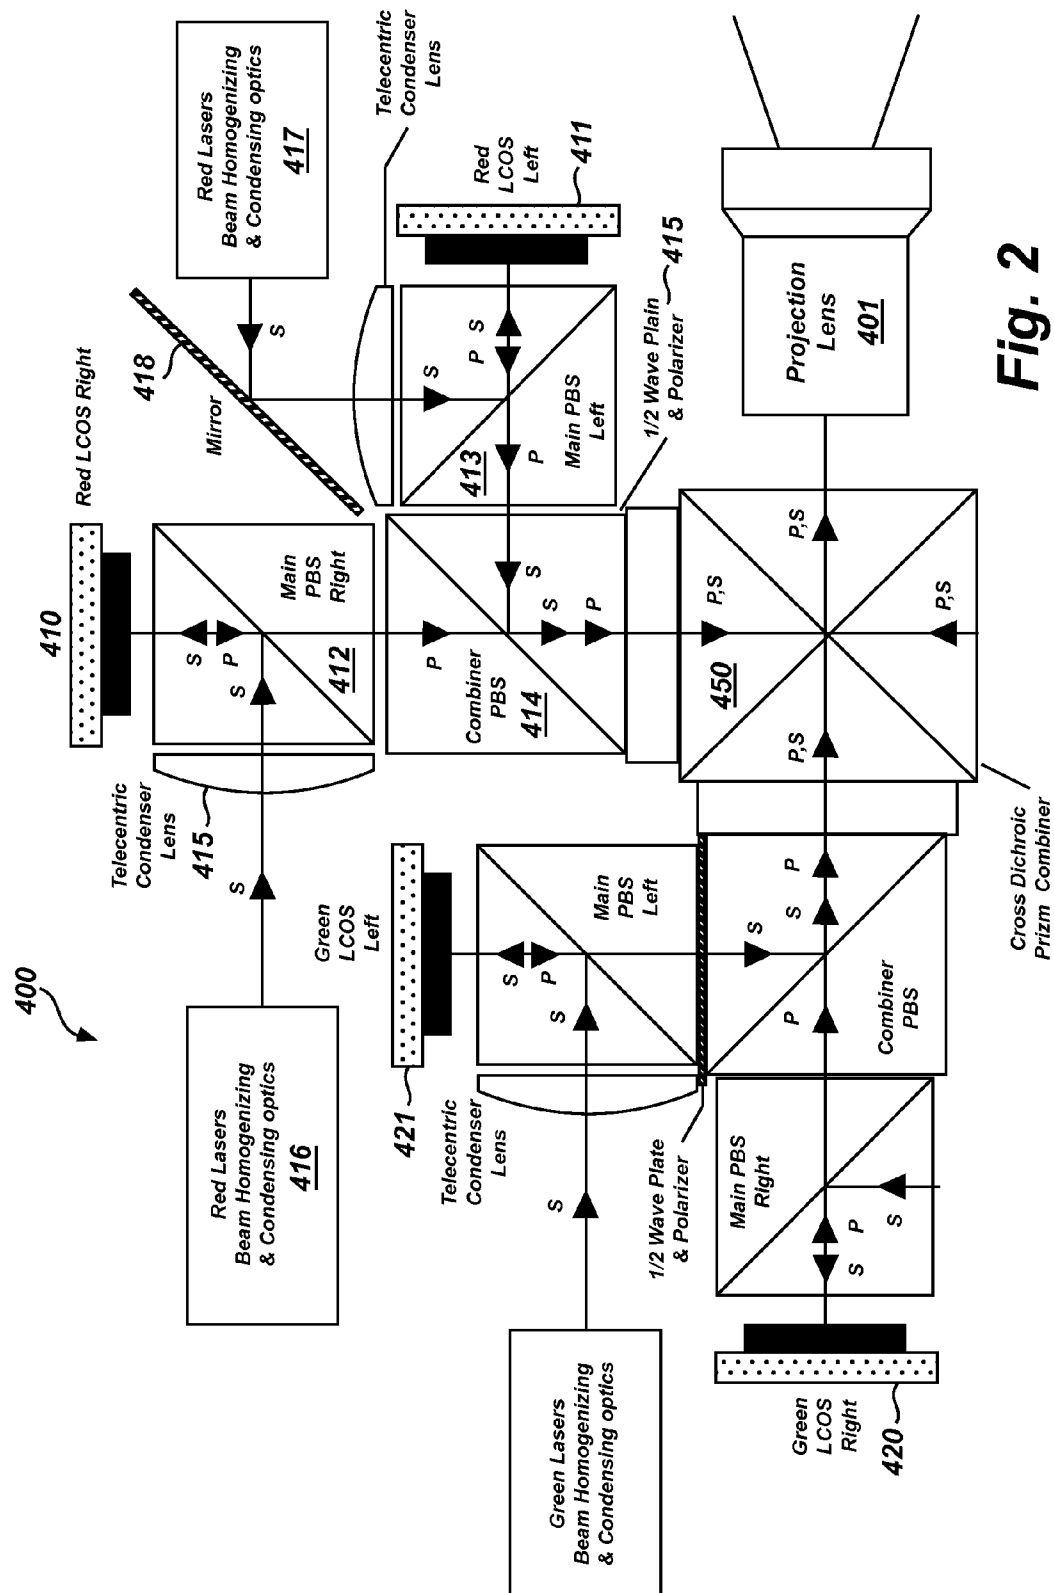 400
Red Lasers
Beam Homogenizing
& Condensing optics
416
S
Telecentric
Condenser
Lens
415
Red LCOS Right
410
S
P
S
Main
PBS
Right
412
418
Mirror
Red Lasers
Beam Homogenizing
& Condensing optics
417
S
Telecentric
Condenser
Lens
S
Red
LCOS
Left
411
S
P
P
413
Main PBS
Left
1/2 Wave Plain
& Polarizer
415
P
S
S
P
Combiner
PBS
414
Green Lasers
Beam Homogenizing
& Condensing optics
S
Telecentric
Condenser
Lens
Green
LCOS
Left
421
S
P
S
Main
PBS
Left
1/2 Wave Plate
& Polarizer
S
P
S
P
Combiner
PBS
Main PBS
Right
S
P
S
Green
LCOS
Right
420
P,S
P,S
P,S
P,S
450
Cross Dichroic
Prizm Combiner
Projection
Lens
401
Fig. 2